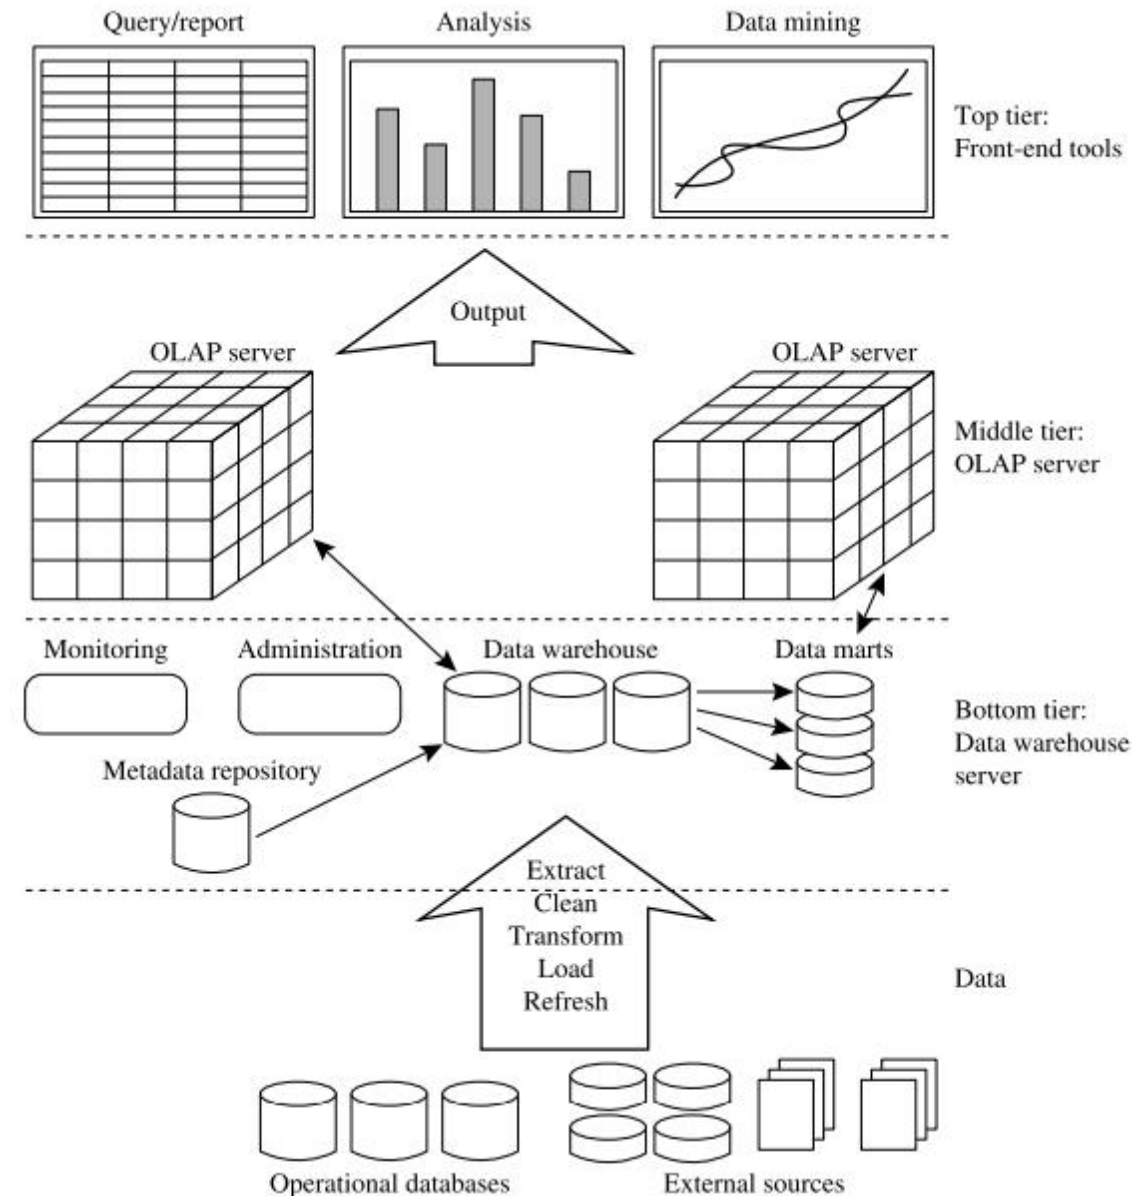 Query/report
Analysis
Data mining
Top tier:
Front-end tools
Output
OLAP server
OLAP server
Middle tier:
OLAP server
Monitoring
Administration
Data warehouse
Data marts
Bottom tier:
Data warehouse
server
Metadata repository
Extract
Clean
Transform
Load
Refresh
Data
Operational databases
External sources